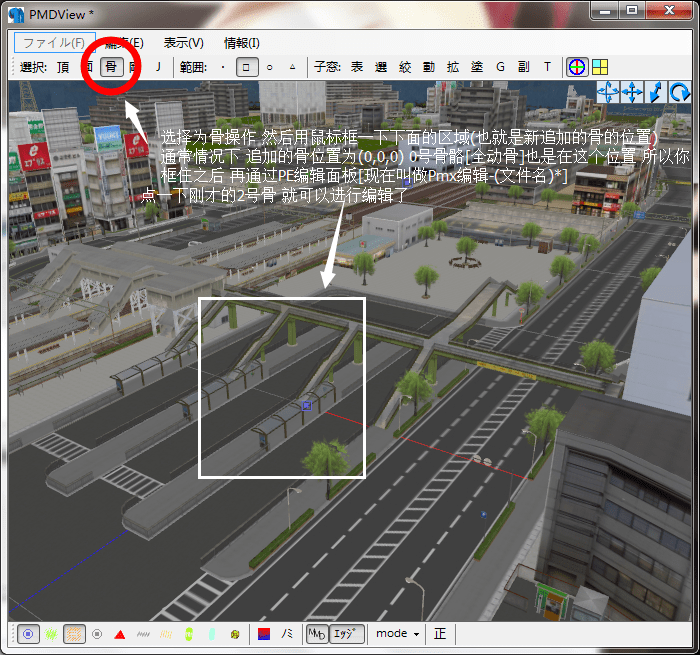 PMDView *
ファイル(F) 編集(E) 表示(V) 情報(I)
選択: 頂 面 骨 剛 J 範囲: 子窓: 表 選 絞 動 拡 塗 G 副 T
选择为骨操作 然后用鼠标框一下下面的区域(也就是新追加的骨的位置)
通常情况下 追加的骨位置为(0,0,0) 0号骨骼[全动骨]也是在这个位置 所以你
框住之后 再通过PE编辑面板[现在叫做Pmx编辑-(文件名)*]
点一下刚才的2号骨 就可以进行编辑了
MMD ｴｯｼﾞ mode 正